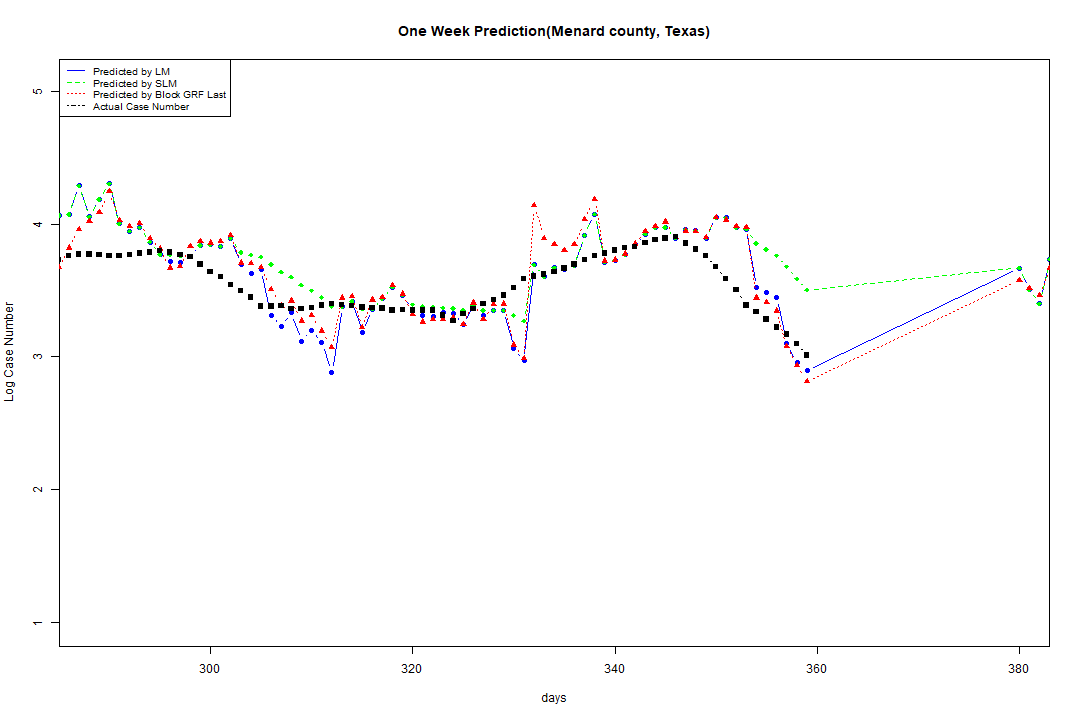 One Week Prediction(Menard county, Texas)
Predicted by LM
Predicted by SLM
Predicted by Block GRF Last
Actual Case Number
5
4
3
2
1
Log Case Number
300 320 340 360 380
days